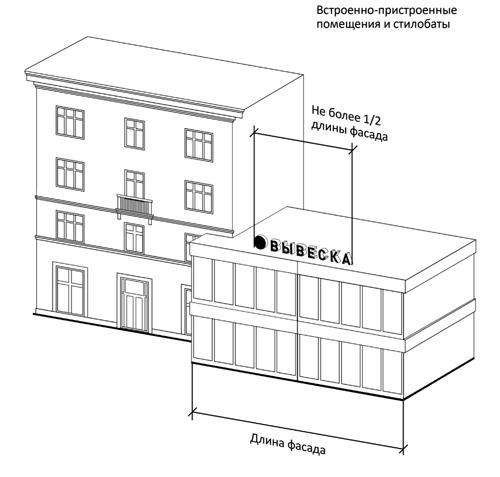 Встроенно-пристроенные
помещения и стилобаты
Не более 1/2
длины фасада
ВЫВЕСКА
Длина фасада